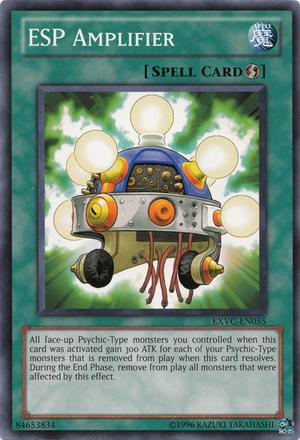 ESP AMPLIFIER
魔
[SPELL CARD]
EXVC-EN055
All face-up Psychic-Type monsters you controlled when this
card was activated gain 300 ATK for each of your Psychic-Type
monsters that is removed from play when this card resolves.
During the End Phase, remove from play all monsters that were
affected by this effect.
84653834
©1996 KAZUKI TAKAHASHI